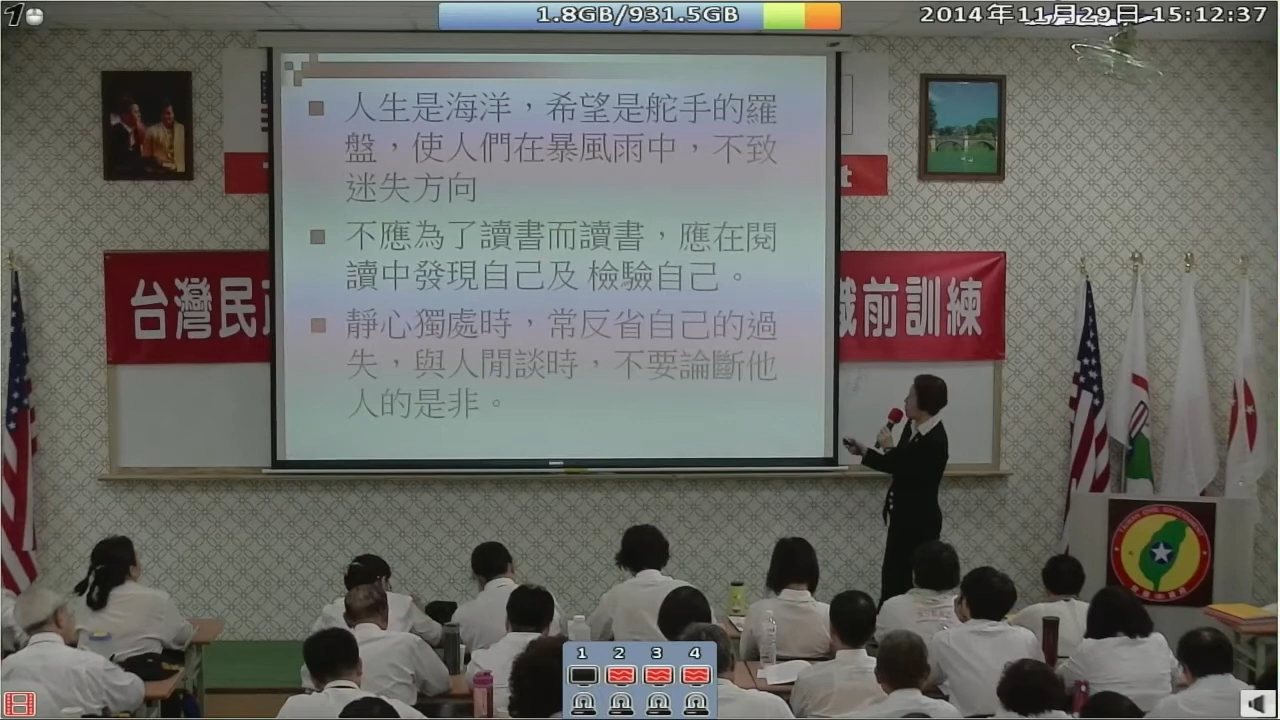 1
1.8GB/931.5GB
2014年11月29日 15:12:37
人生是海洋，希望是舵手的羅
盤，使人們在暴風雨中，不致
迷失方向
不應為了讀書而讀書，應在閱
讀中發現自己及 檢驗自己。
靜心獨處時，常反省自己的過
失，與人閒談時，不要論斷他
人的是非。
t
台灣民
職前訓練
TAIWAN CIVIL GOVERNMENT
1 2 3 4